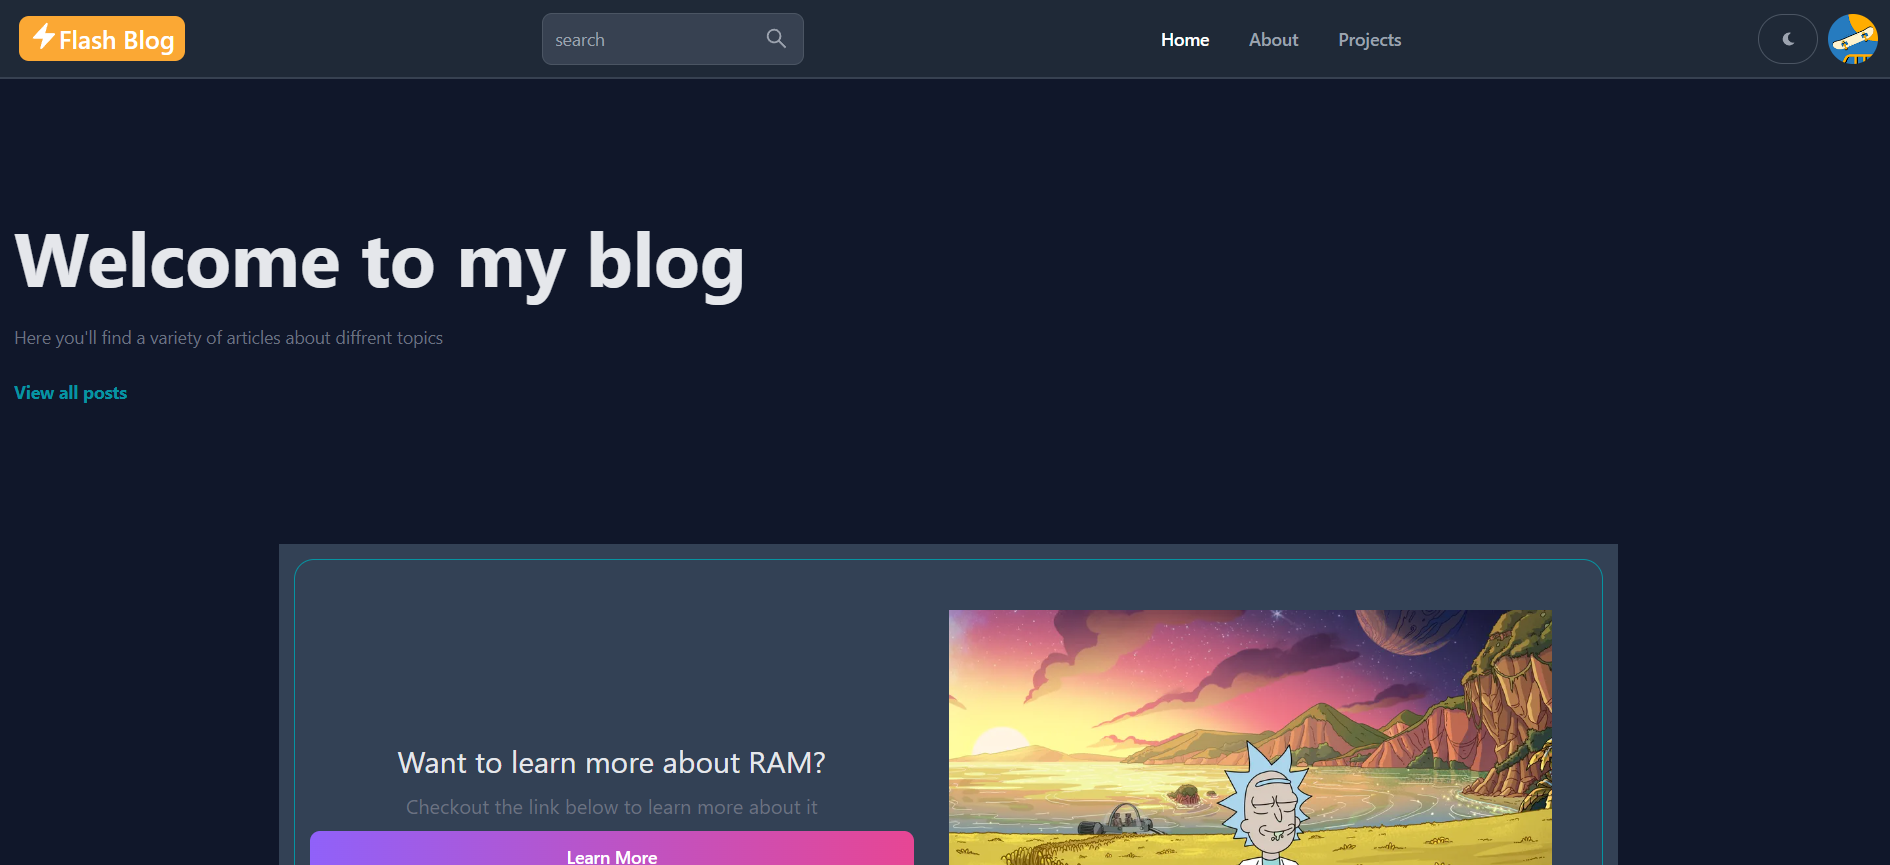 Flash Blog
search
Home
About
Projects
Welcome to my blog
Here you'll find a variety of articles about diffrent topics
View all posts
Want to learn more about RAM?
Checkout the link below to learn more about it
Learn More